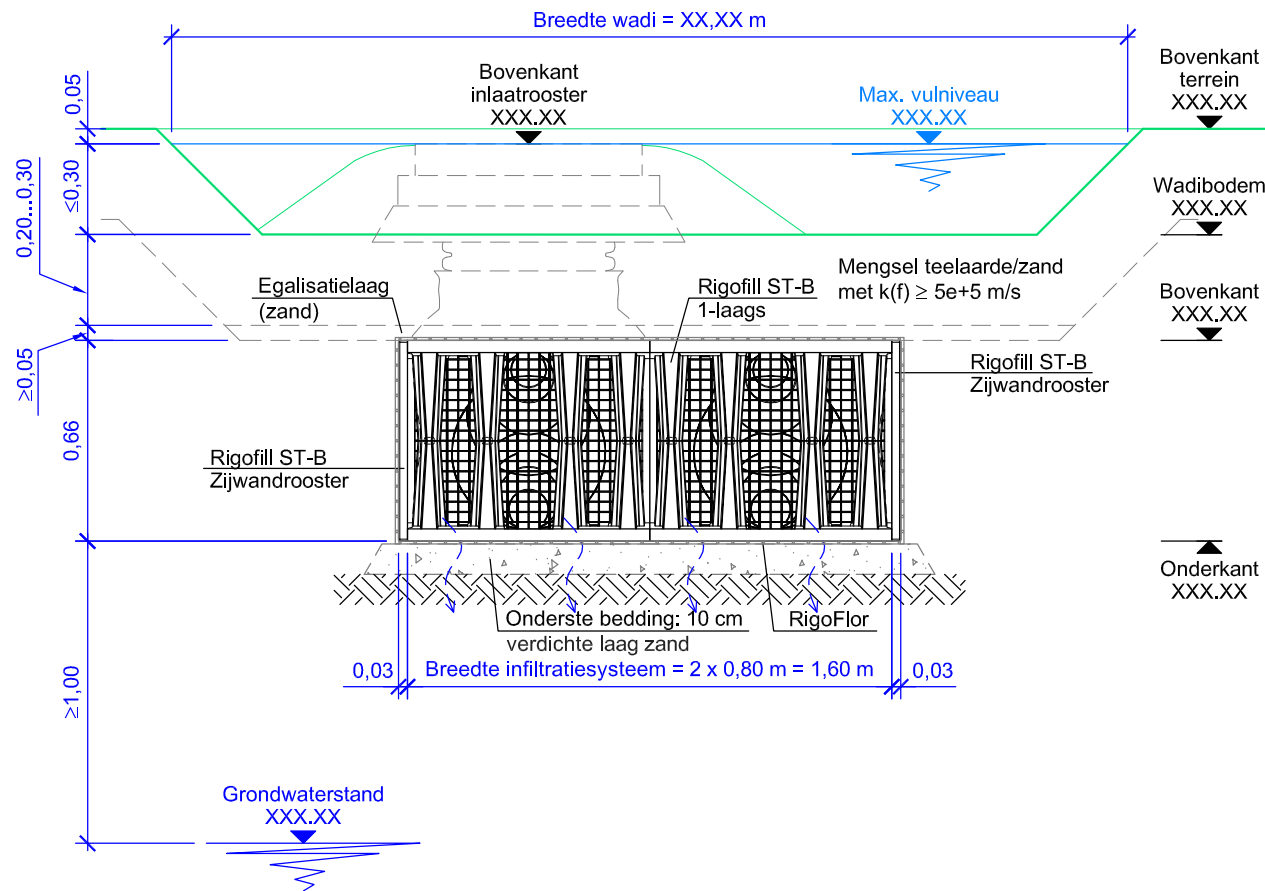 Breedte wadi = XX,XX m
Bovenkant
inlaatrooster
XXX.XX
Max. vulniveau
XXX.XX
Bovenkant
terrein
XXX.XX
0,05
≤0,30
0,20...0,30
Wadibodem
XXX.XX
Egalisatielaag
(zand)
Rigofill ST-B
1-laags
Mengsel teelaarde/zand
met k(f) ≥ 5e+5 m/s
Bovenkant
XXX.XX
≥0,05
0,66
Rigofill ST-B
Zijwandrooster
Rigofill ST-B
Zijwandrooster
Onderkant
XXX.XX
Onderste bedding: 10 cm
verdichte laag zand
RigoFlor
0,03
Breedte infiltratiesysteem = 2 x 0,80 m = 1,60 m
0,03
≥1,00
Grondwaterstand
XXX.XX